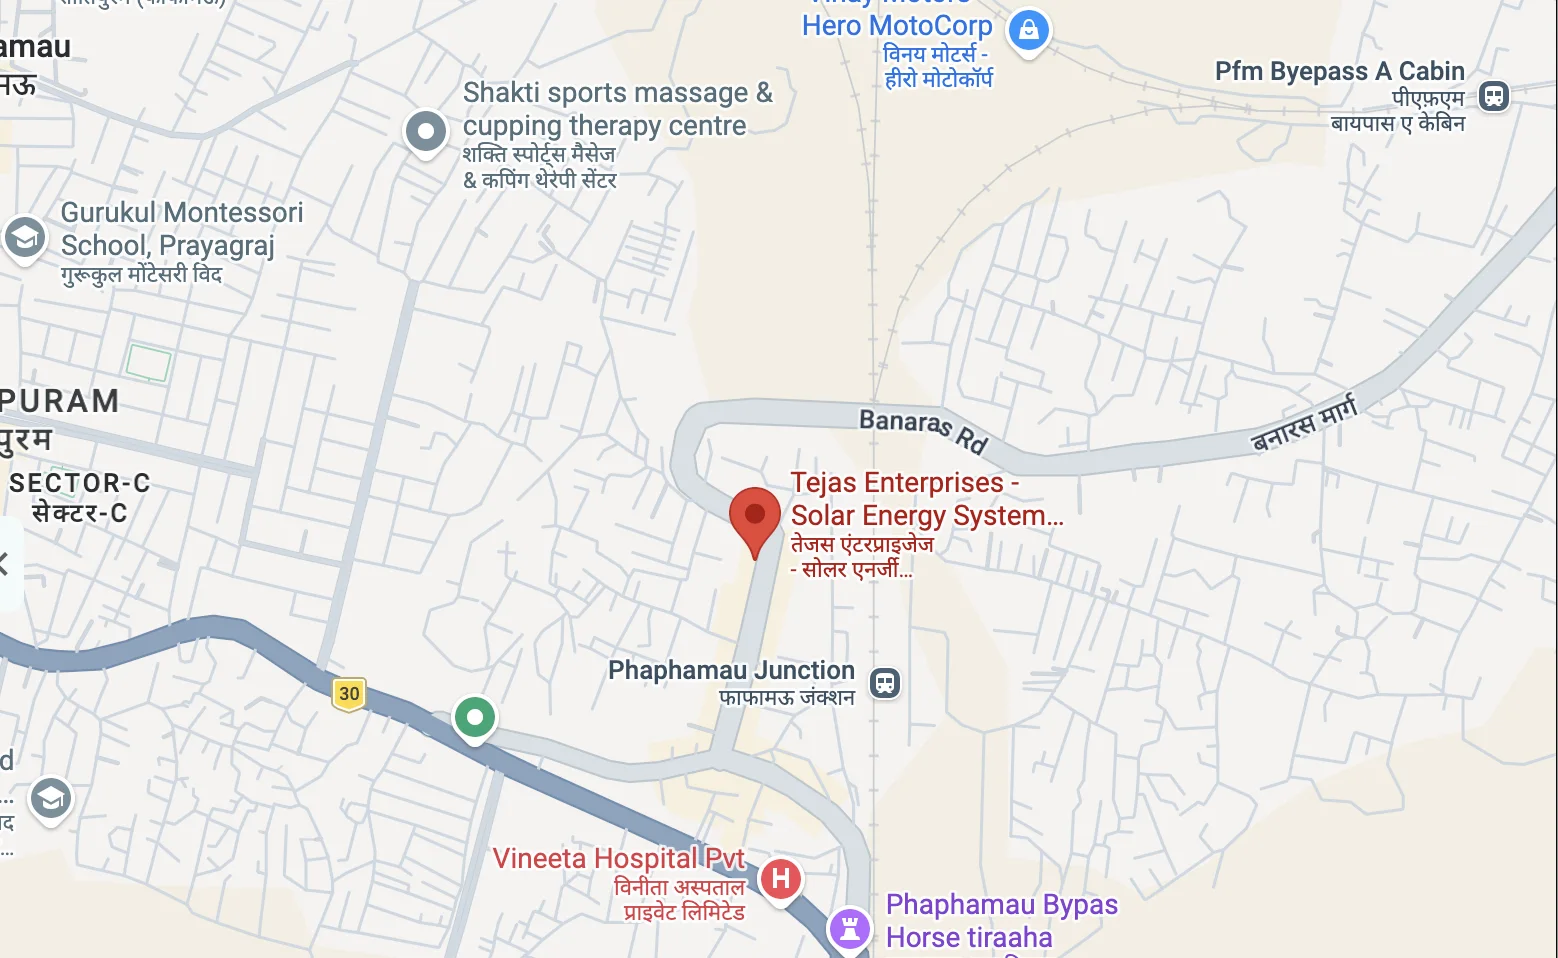 Hero MotoCorp
विनय मोटर्स -
हीरो मोटोकॉर्प
amau
मऊ
Pfm Byepass A Cabin
पीएफ़एम
बायपास ए केबिन
Shakti sports massage &
cupping therapy centre
शक्ति स्पोर्ट्स मैसेज
& कपिंग थेरेपी सेंटर
Gurukul Montessori
School, Prayagraj
गुरूकुल मोंटेसरी विद
PURAM
पुरम
Banaras Rd
बनारस मार्ग
SECTOR-C
सेक्टर-C
Tejas Enterprises -
Solar Energy System...
तेजस एंटरप्राइजेज
- सोलर एनर्जी...
Phaphamau Junction
फाफामऊ जंक्शन
30
d
...
द
...
Vineeta Hospital Pvt
विनीता अस्पताल
प्राइवेट लिमिटेड
H
Phaphamau Bypas
Horse tiraaha